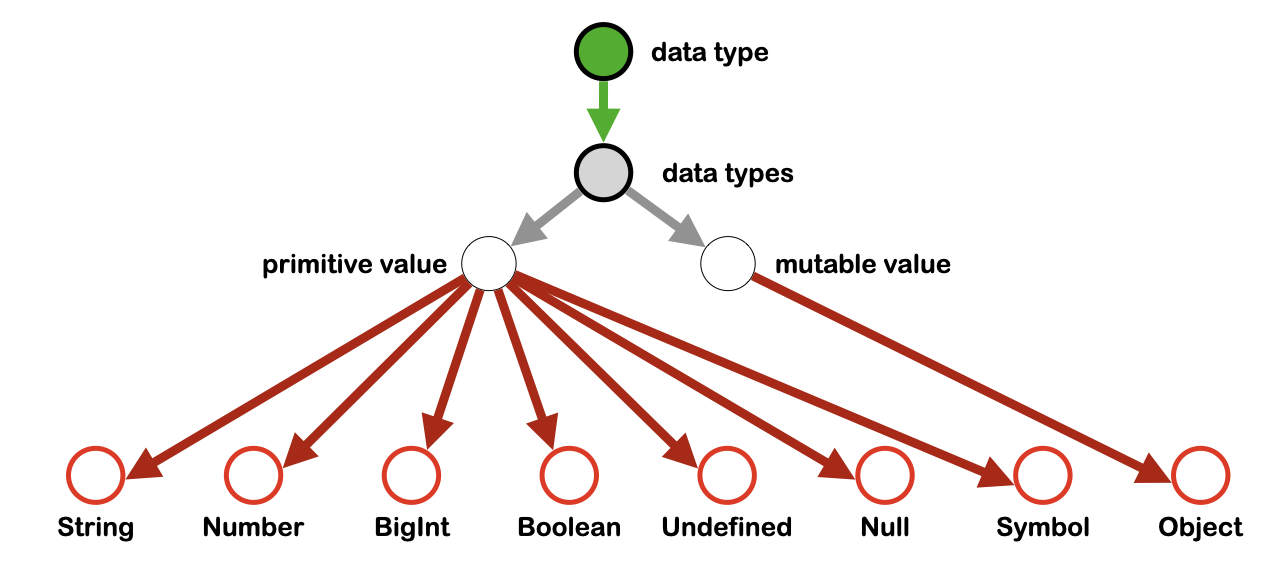 data type
data types
primitive value
mutable value
String
Number
BigInt
Boolean
Undefined
Null
Symbol
Object